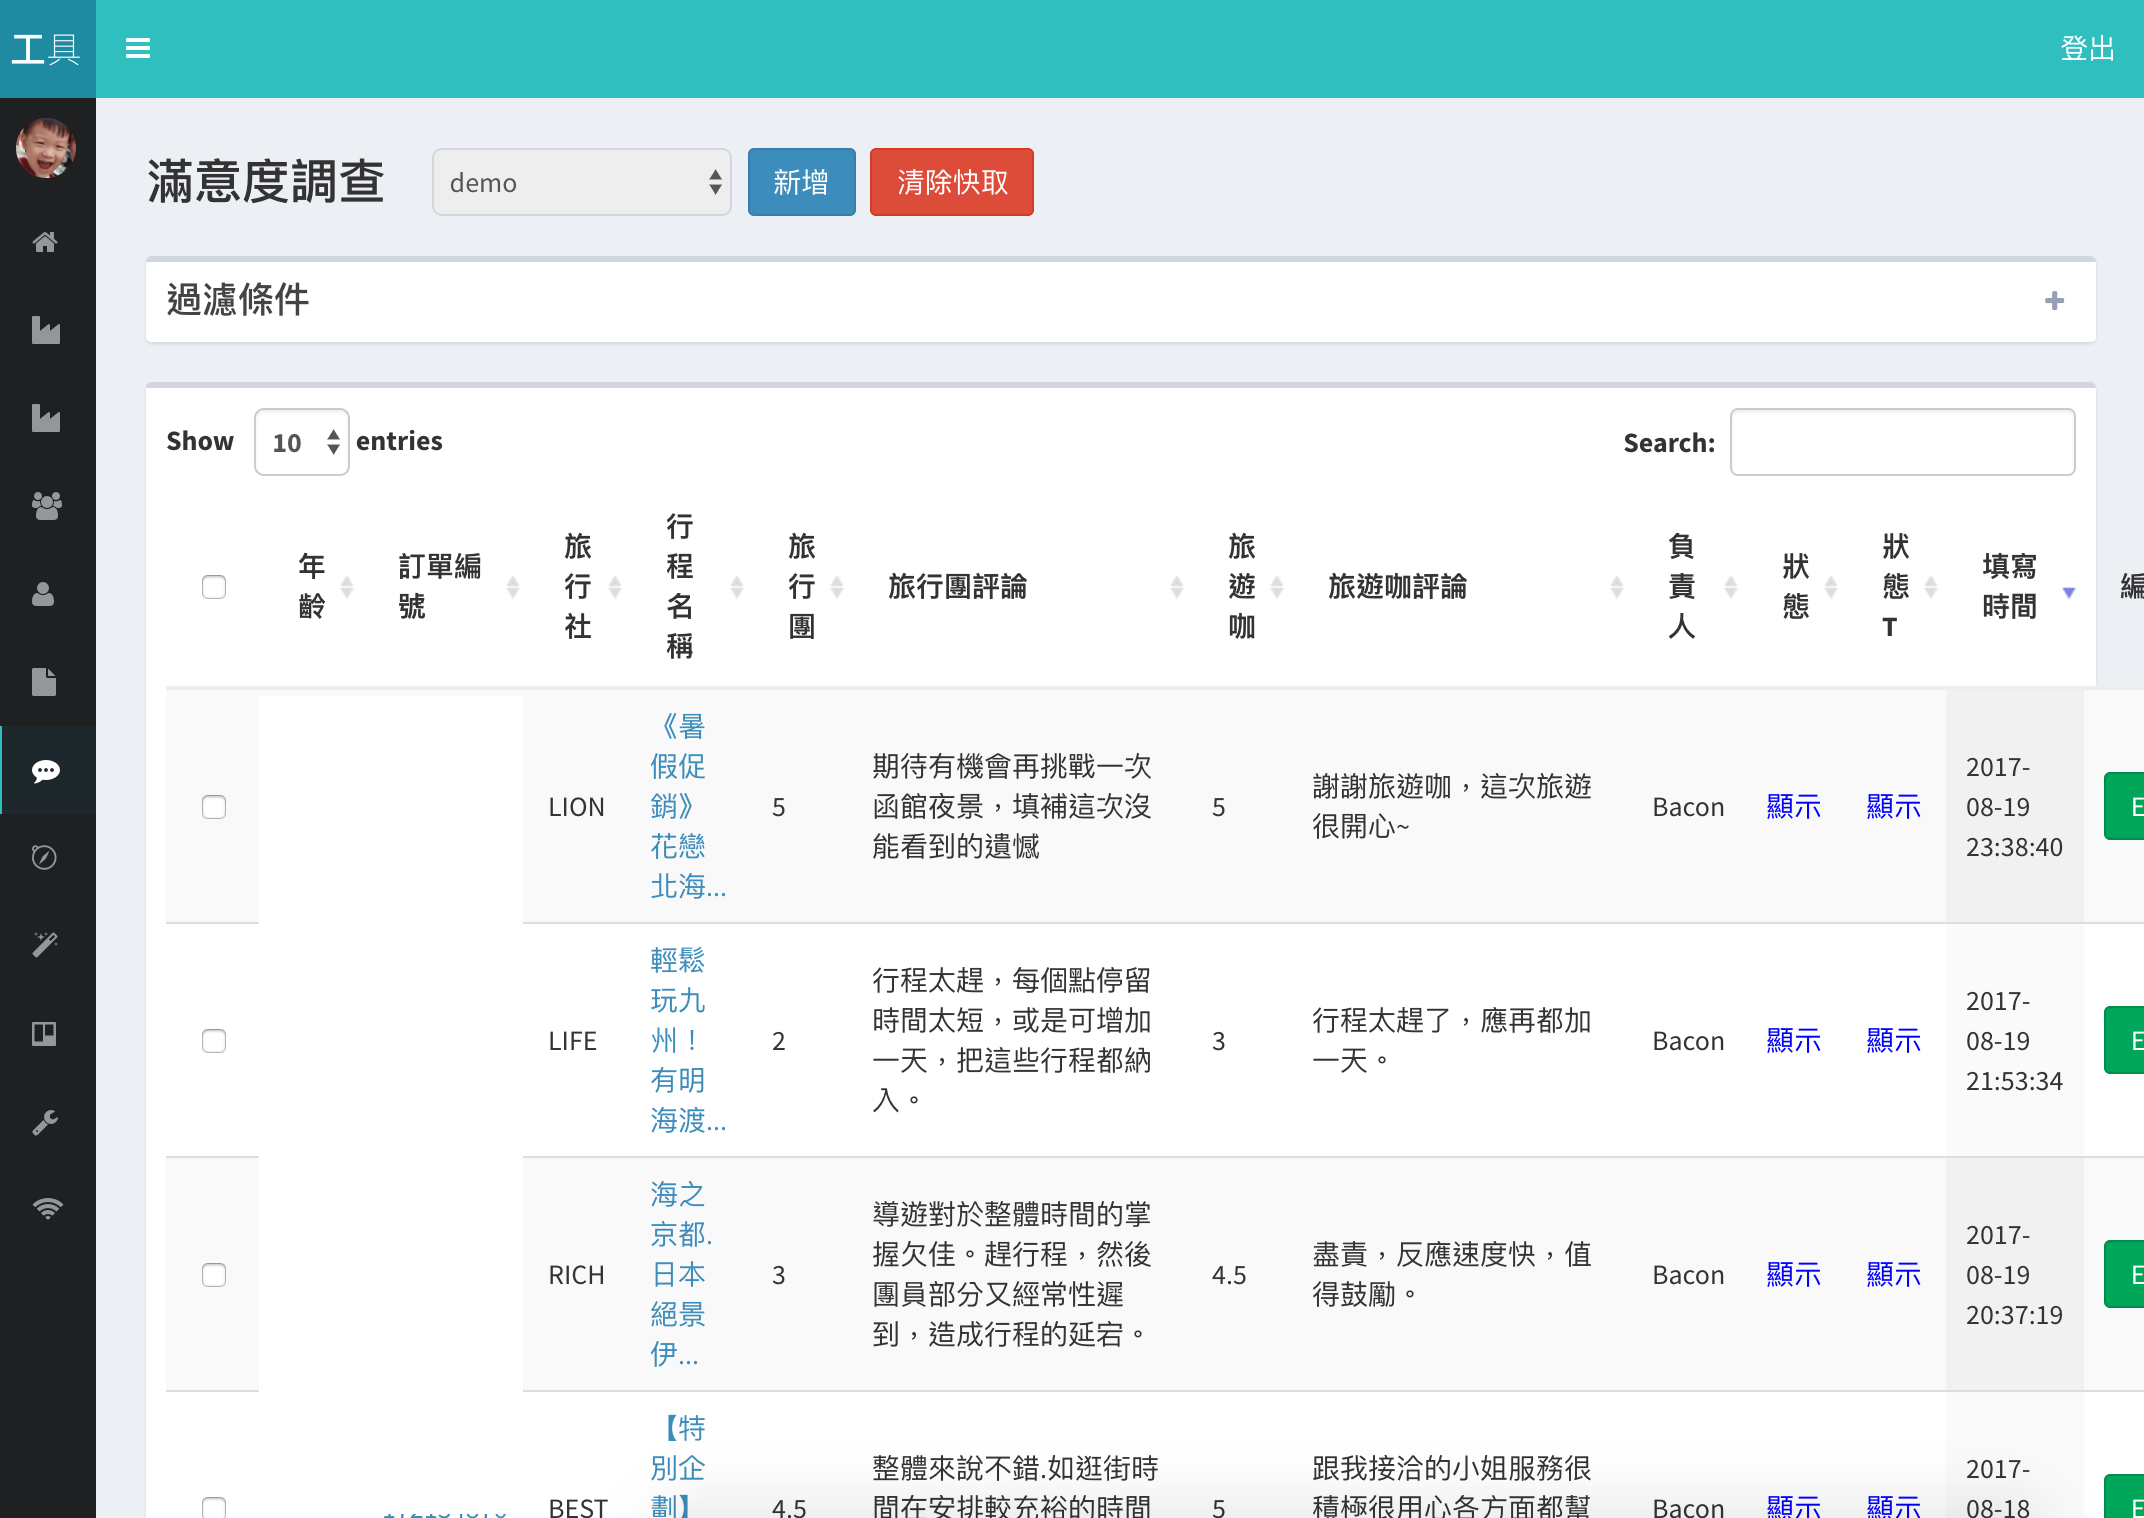 工具
登出
滿意度調查
demo
新增
清除快取
過濾條件
Show 10 entries
Search:
年齡
訂單編號
旅行社
行程名稱
旅行團
旅行團評論
旅遊咖
旅遊咖評論
負責人
狀態
狀態T
填寫時間
編
LION
《暑
假促
銷》
花戀
北海...
5
期待有機會再挑戰一次
函館夜景，填補這次沒
能看到的遺憾
5
謝謝旅遊咖，這次旅遊
很開心~
Bacon
顯示
顯示
2017-
08-19
23:38:40
E
LIFE
輕鬆
玩九
州！
有明
海渡...
2
行程太趕，每個點停留
時間太短，或是可增加
一天，把這些行程都納
入。
3
行程太趕了，應再都加
一天。
Bacon
顯示
顯示
2017-
08-19
21:53:34
E
RICH
海之
京都.
日本
絕景
伊...
3
導遊對於整體時間的掌
握欠佳。趕行程，然後
團員部分又經常性遲
到，造成行程的延宕。
4.5
盡責，反應速度快，值
得鼓勵。
Bacon
顯示
顯示
2017-
08-19
20:37:19
E
BEST
【特
別企
劃】
4.5
整體來說不錯.如逛街時
間在安排較充裕的時間
5
跟我接洽的小姐服務很
積極很用心各方面都幫
Bacon
顯示
顯示
2017-
08-18
E